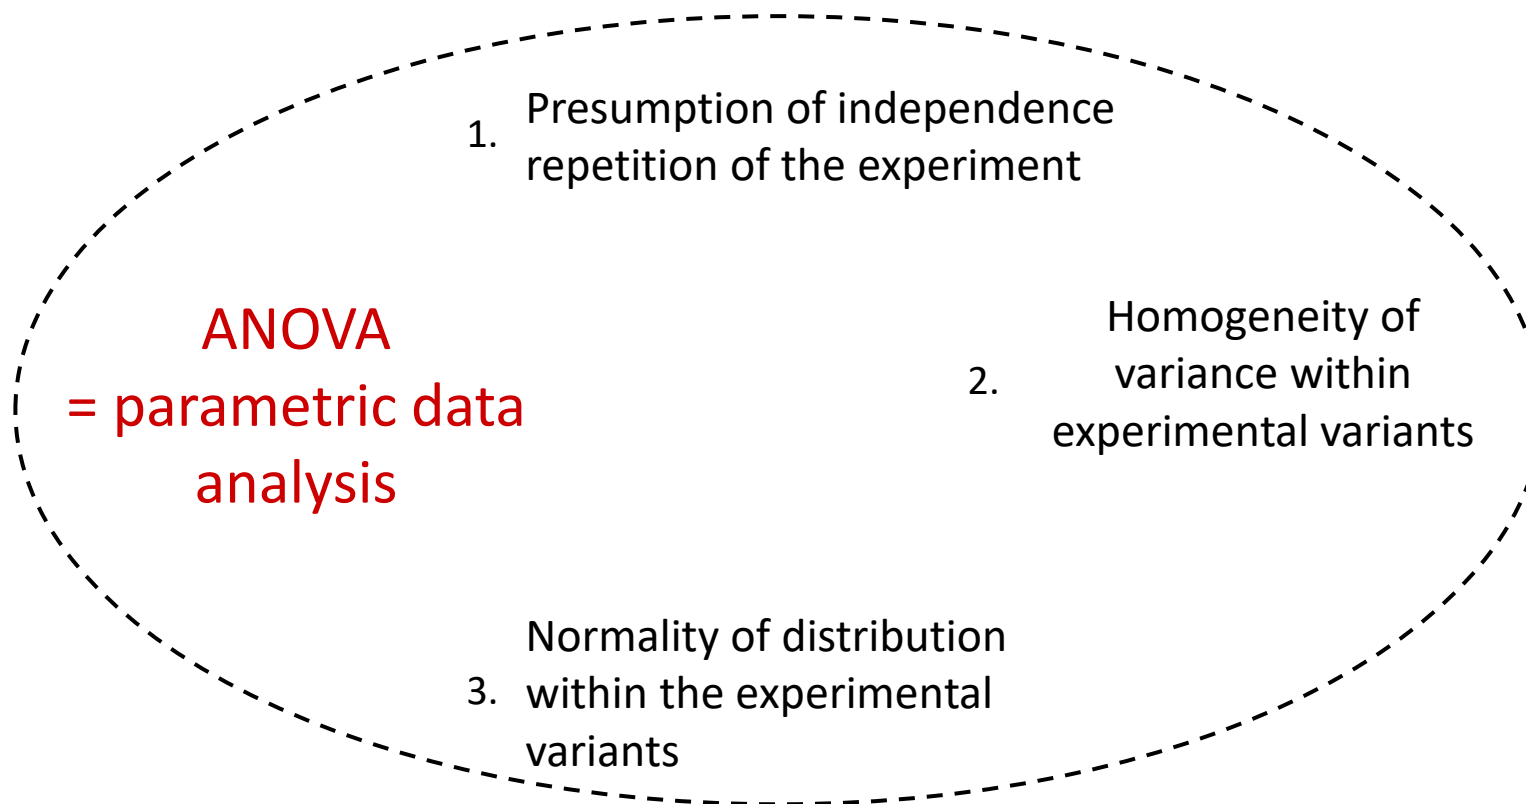 1. Presumption of independence
repetition of the experiment
ANOVA
= parametric data
analysis
2. Homogeneity of
variance within
experimental variants
3. Normality of distribution
within the experimental
variants